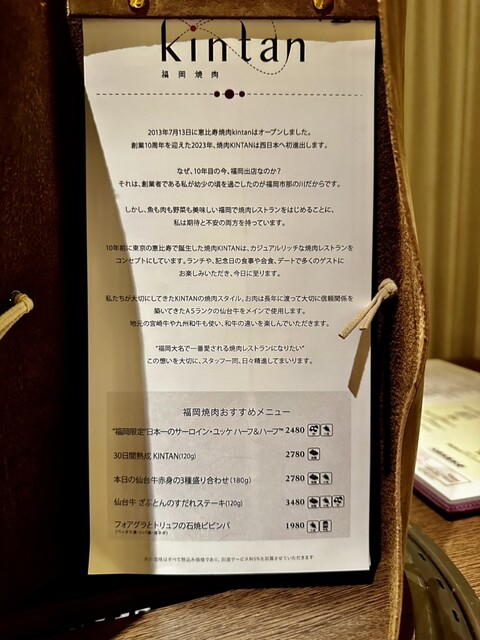 kintan
福岡焼肉
2013年7月13日に恵比寿焼肉kintanはオープンしました。
創業10周年を迎えた2023年、焼肉KINTANは西日本へ初進出します。
なぜ、10年目の今、福岡出店なのか？
それは、創業者である私が幼少の頃を過ごしたのが福岡市那の川だからです。
しかし、魚も肉も野菜も美味しい福岡で焼肉レストランをはじめることに、
私は期待と不安の両方を持っています。
10年前に東京の恵比寿で誕生した焼肉KINTANは、カジュアルリッチな焼肉レストランを
コンセプトにしています。ランチや、記念日の食事や会食、デートで多くのゲストに
お楽しみいただき、今日に至ります。
私たちが大切にしてきたKINTANの焼肉スタイル。お肉は長年に渡って大切に信頼関係を
築いてきたA5ランクの仙台牛をメインで使用します。
地元の宮崎牛や九州和牛も使い、和牛の違いを楽しんでいただきます。
“福岡大名で一番愛される焼肉レストランになりたい”
この想いを大切に、スタッフ一同、日々精進してまいります。
福岡焼肉おすすめメニュー
“福岡限定”日本一のサーロイン・ユッケ ハーフ&ハーフ™ 2480
30日間熟成 KINTAN(120g) 2780
本日の仙台牛赤身の3種盛り合わせ (180g) 2780
仙台牛 ざぶとんのすだれステーキ(120g) 3480
フォアグラとトリュフの石焼ビビンバ 1980